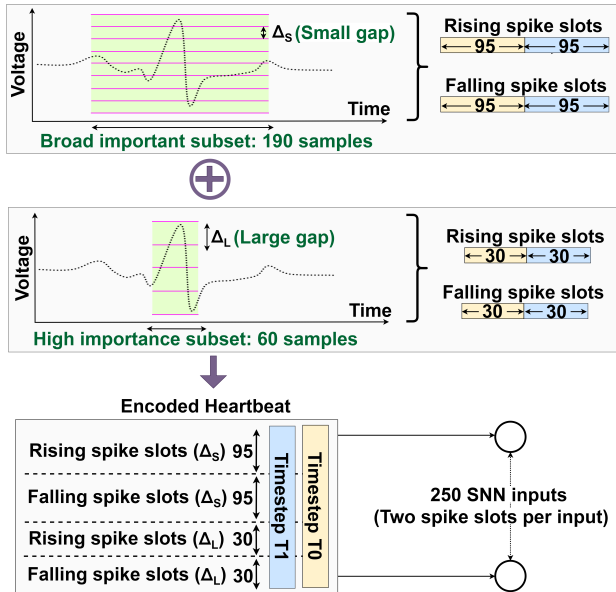 Voltage
ΔS (Small gap)
Time
Broad important subset: 190 samples
Rising spike slots
95 95
Falling spike slots
95 95
Voltage
ΔL (Large gap)
Time
High importance subset: 60 samples
Rising spike slots
30 30
Falling spike slots
30 30
Encoded Heartbeat
Rising spike slots (ΔS) 95
Falling spike slots (ΔS) 95
Rising spike slots (ΔL) 30
Falling spike slots (ΔL) 30
Timestep T1
Timestep T0
250 SNN inputs
(Two spike slots per input)